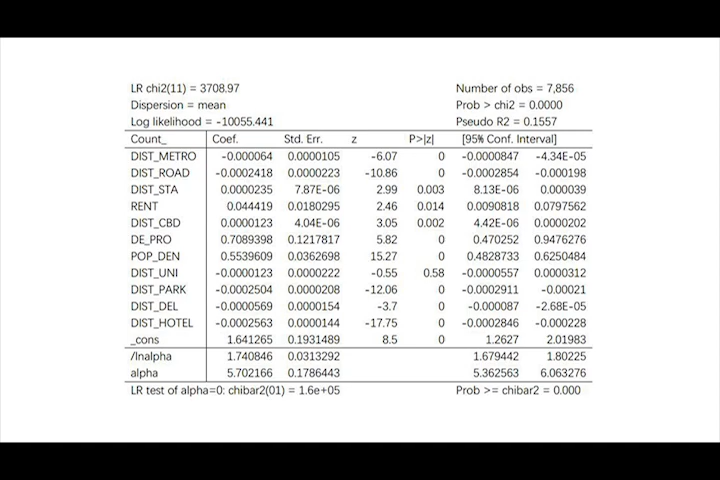 LR chi2(11) = 3708.97 Number of obs = 7,856
Dispersion = mean Prob > chi2 = 0.0000
Log likelihood = -10055.441 Pseudo R2 = 0.1557
Count_ Coef. Std. Err. z P>|z| [95% Conf. Interval]
DIST_METRO -0.000064 0.0000105 -6.07 0 -0.0000847 -4.34E-05
DIST_ROAD -0.0002418 0.0000223 -10.86 0 -0.0002854 -0.000198
DIST_STA 0.0000235 7.87E-06 2.99 0.003 8.13E-06 0.000039
RENT 0.044419 0.0180295 2.46 0.014 0.0090818 0.0797562
DIST_CBD 0.0000123 4.04E-06 3.05 0.002 4.42E-06 0.0000202
DE_PRO 0.7089398 0.1217817 5.82 0 0.470252 0.9476276
POP_DEN 0.5539609 0.0362698 15.27 0 0.4828733 0.6250484
DIST_UNI -0.0000123 0.0000222 -0.55 0.58 -0.0000557 0.0000312
DIST_PARK -0.0002504 0.0000208 -12.06 0 -0.0002911 -0.00021
DIST_DEL -0.0000569 0.0000154 -3.7 0 -0.000087 -2.68E-05
DIST_HOTEL -0.0002563 0.0000144 -17.75 0 -0.0002846 -0.000228
_cons 1.641265 0.1931489 8.5 0 1.2627 2.01983
/lnalpha 1.740846 0.0313292 1.679442 1.80225
alpha 5.702166 0.1786443 5.362563 6.063276
LR test of alpha=0: chibar2(01) = 1.6e+05 Prob >= chibar2 = 0.000